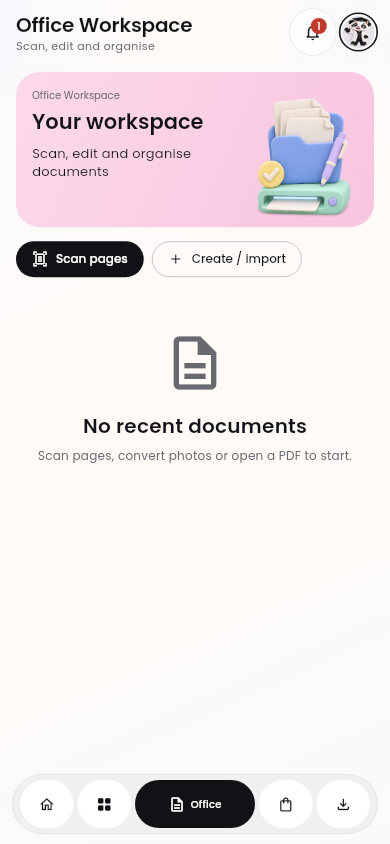 Office Workspace
Scan, edit and organise
1
Office Workspace
Your workspace
Scan, edit and organise
documents
Scan pages
Create / import
No recent documents
Scan pages, convert photos or open a PDF to start.
Office